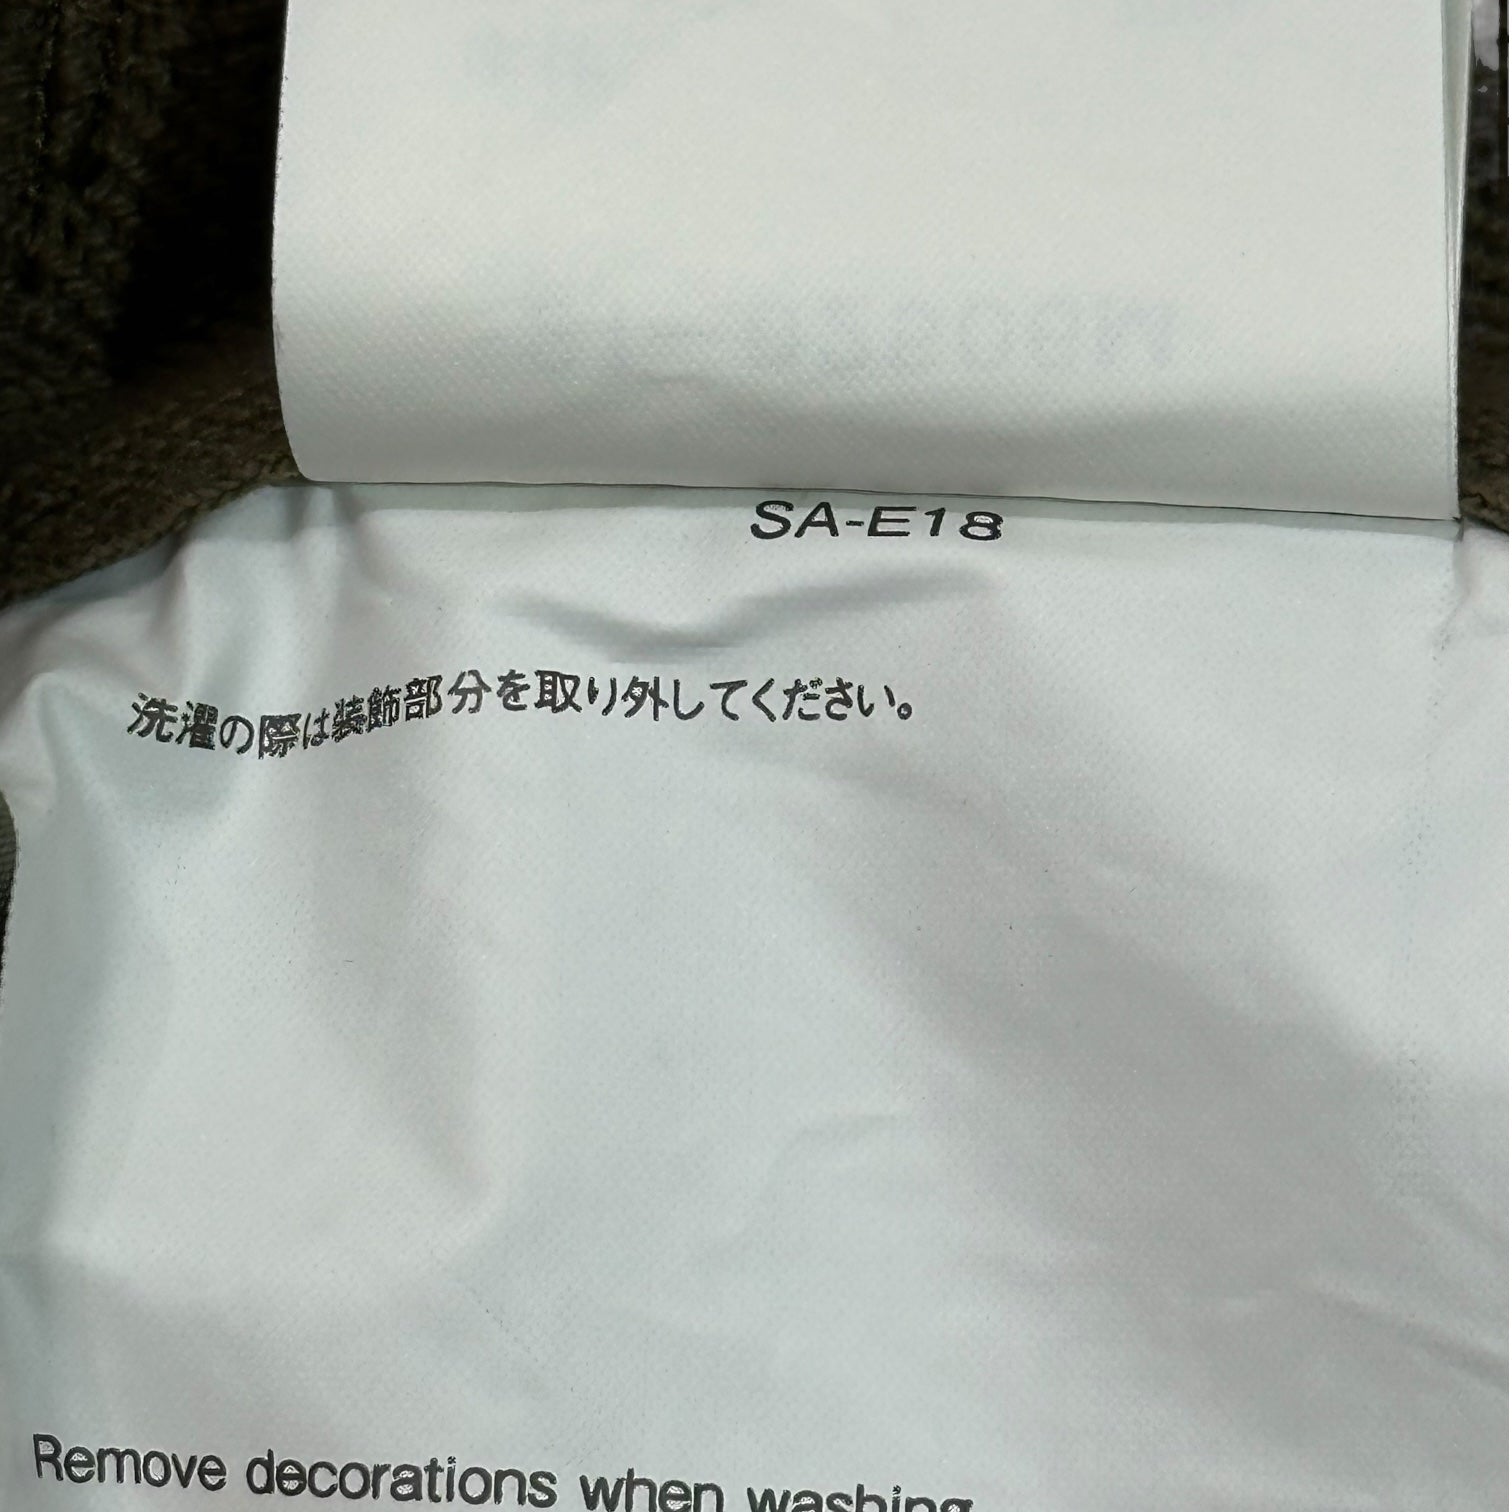 SA-E18
洗濯の際は装飾部分を取り外してください。
Remove decorations when washing